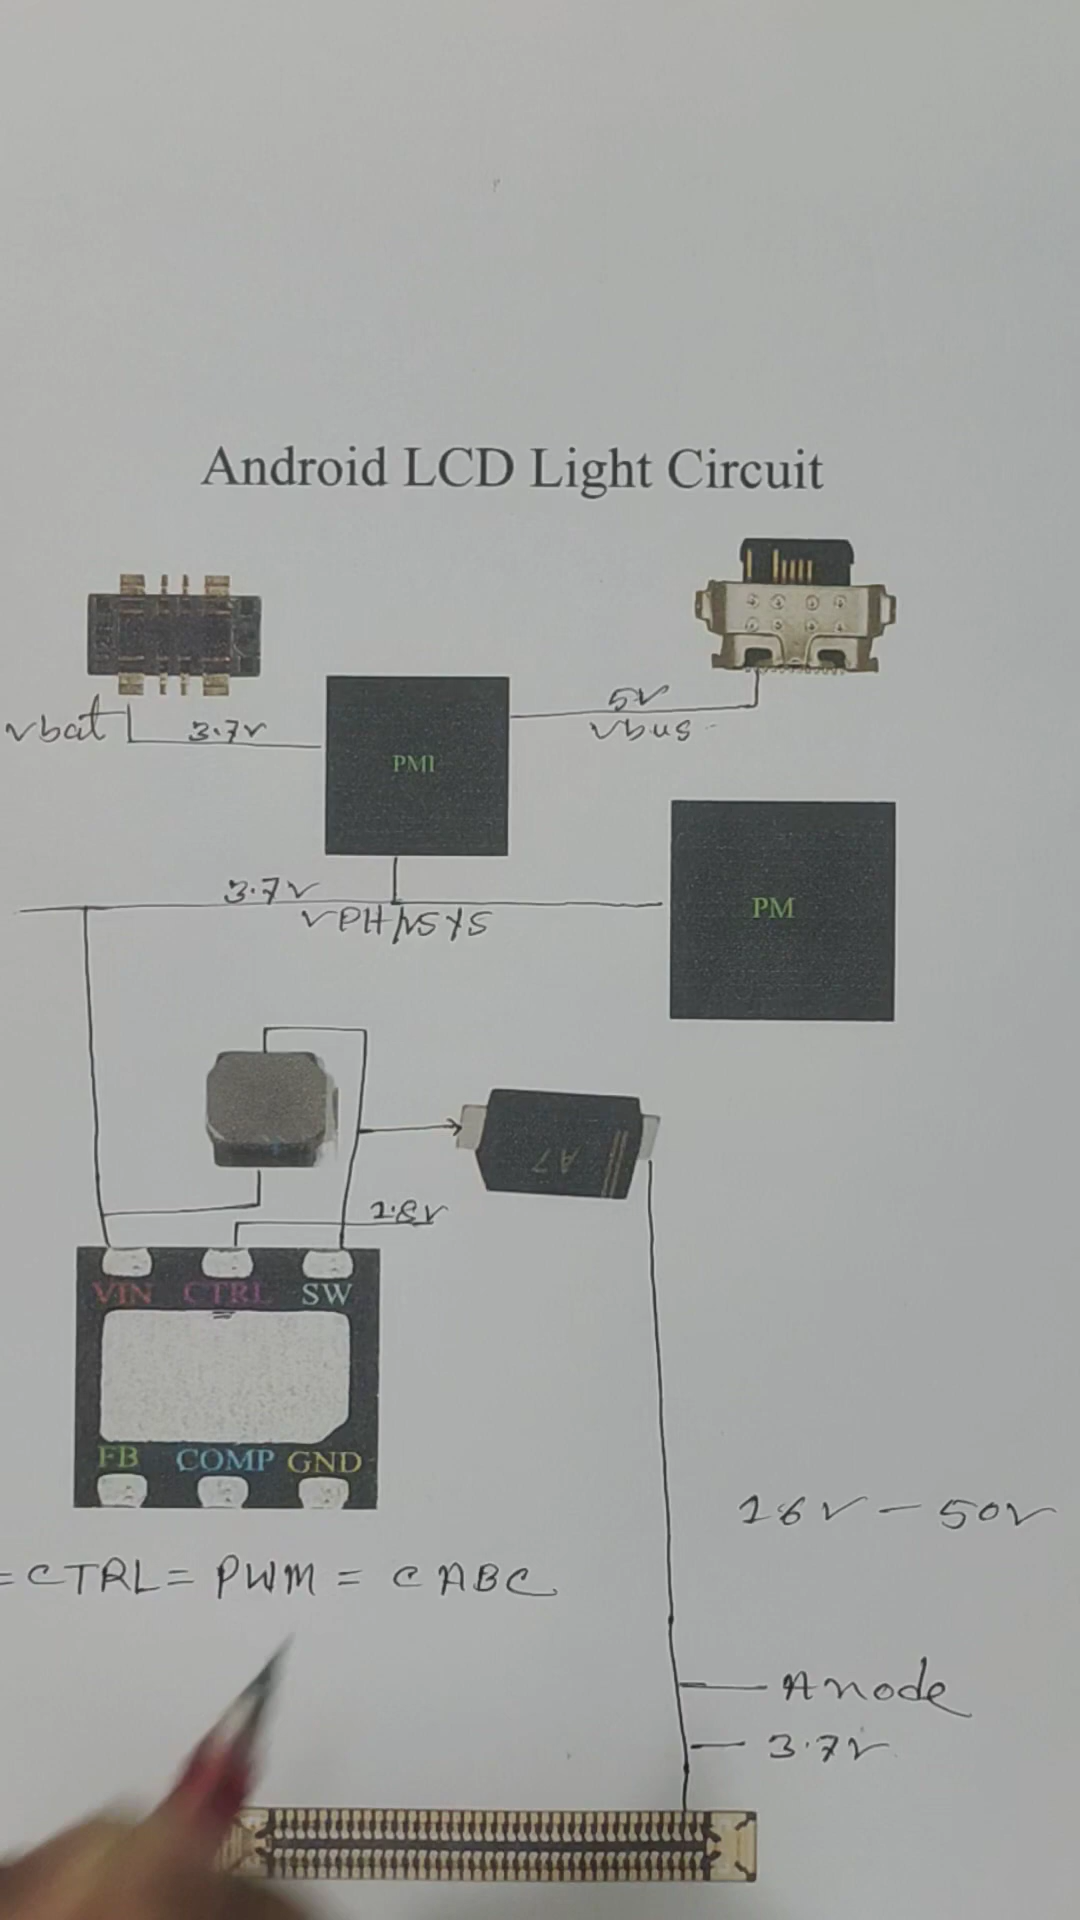 Android LCD Light Circuit
vbat
3.7v
PMI
5v
vbus
3.7v
VPH/VSYS
PM
A7
1.8v
VIN CTRL SW
FB COMP GND
16v - 50v
= CTRL = PWM = CABC
Anode
3.7v